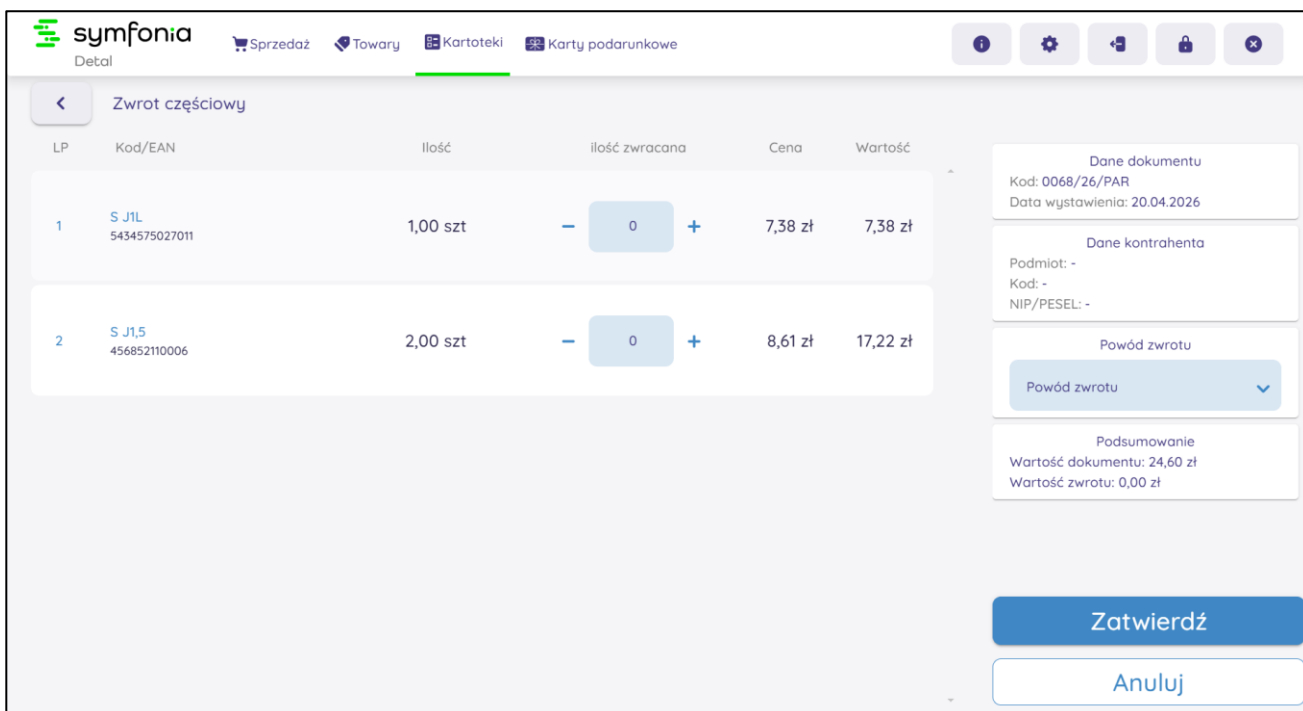 symfonia
Detal
Sprzedaż Towary Kartoteki Karty podarunkowe
Zwrot częściowy
LP Kod/EAN Ilość ilość zwracana Cena Wartość
1 S J1L 5434575027011 1,00 szt − 0 + 7,38 zł 7,38 zł
2 S J1,5 456852110006 2,00 szt − 0 + 8,61 zł 17,22 zł
Dane dokumentu
Kod: 0068/26/PAR
Data wystawienia: 20.04.2026
Dane kontrahenta
Podmiot: -
Kod: -
NIP/PESEL: -
Powód zwrotu
Powód zwrotu
Podsumowanie
Wartość dokumentu: 24,60 zł
Wartość zwrotu: 0,00 zł
Zatwierdź
Anuluj